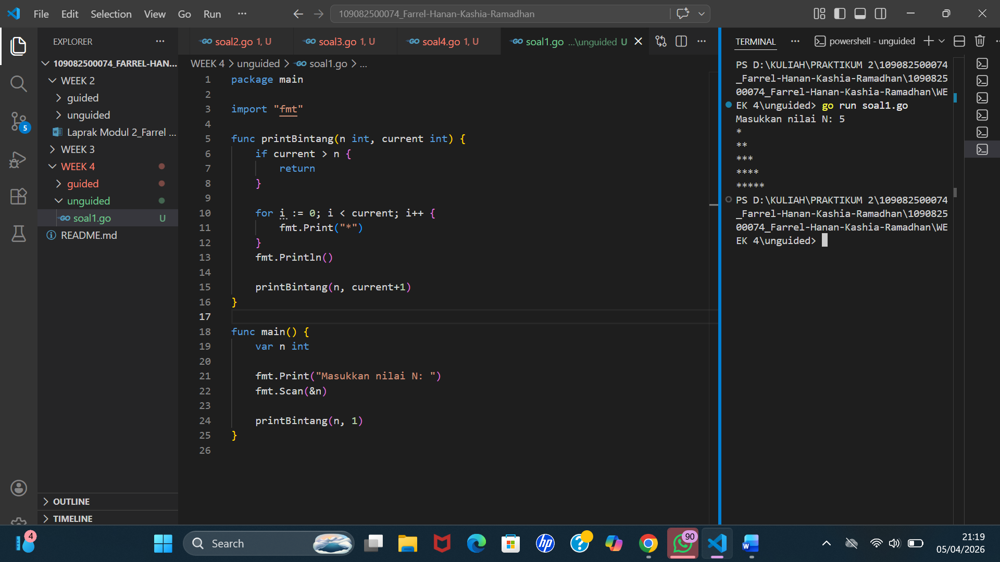 File Edit Selection View Go Run ...
109082500074_Farrel-Hanan-Kashia-Ramadhan
EXPLORER
109082500074_FARREL-HAN...
WEEK 2
guided
unguided
Laprak Modul 2_Farrel ...
WEEK 3
WEEK 4
guided
unguided
soal1.go U
README.md
OUTLINE
TIMELINE
5
soal2.go 1, U
soal3.go 1, U
soal4.go 1, U
soal1.go ...\unguided U
WEEK 4 > unguided > soal1.go > ...
1 package main
2
3 import "fmt"
4
5 func printBintang(n int, current int) {
6 if current > n {
7 return
8 }
9
10 for i := 0; i < current; i++ {
11 fmt.Print("*")
12 }
13 fmt.Println()
14
15 printBintang(n, current+1)
16 }
17
18 func main() {
19 var n int
20
21 fmt.Print("Masukkan nilai N: ")
22 fmt.Scan(&n)
23
24 printBintang(n, 1)
25 }
26
TERMINAL
powershell - unguided
PS D:\KULIAH\PRAKTIKUM 2\109082500074
_Farrel-Hanan-Kashia-Ramadhan\1090825
00074_Farrel-Hanan-Kashia-Ramadhan\WE
EK 4\unguided> go run soal1.go
Masukkan nilai N: 5
*
**
***
****
*****
PS D:\KULIAH\PRAKTIKUM 2\109082500074
_Farrel-Hanan-Kashia-Ramadhan\1090825
00074_Farrel-Hanan-Kashia-Ramadhan\WE
EK 4\unguided>
4
Search
hp
90
W
21:19
05/04/2026